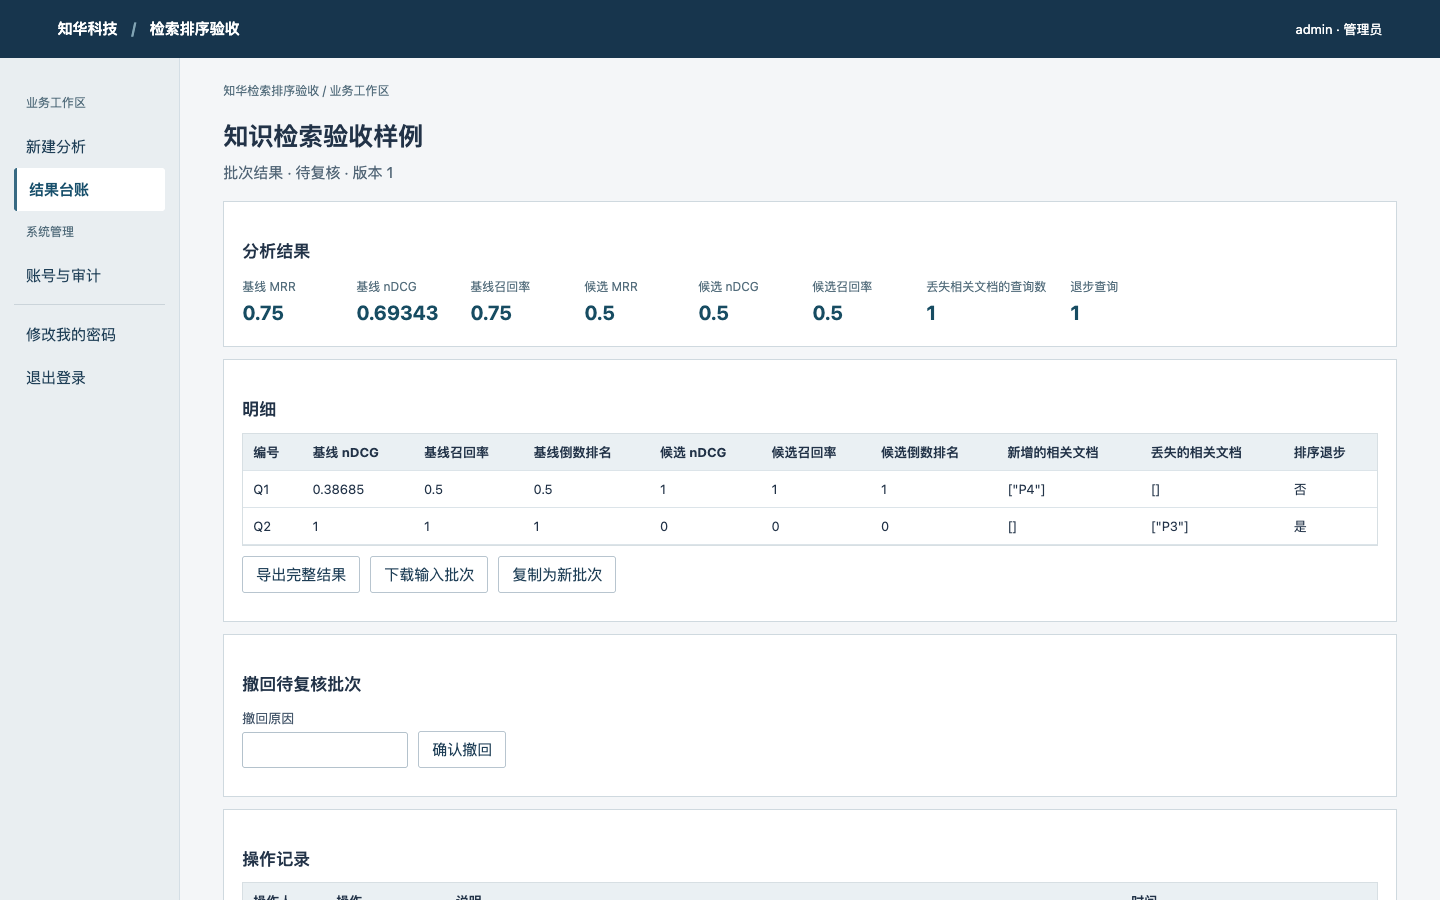 知华科技 / 检索排序验收
admin · 管理员
业务工作区
新建分析
结果台账
系统管理
账号与审计
修改我的密码
退出登录
知华检索排序验收 / 业务工作区
知识检索验收样例
批次结果 · 待复核 · 版本 1
分析结果
基线 MRR 基线 nDCG 基线召回率 候选 MRR 候选 nDCG 候选召回率 丢失相关文档的查询数 退步查询
0.75 0.69343 0.75 0.5 0.5 0.5 1 1
明细
编号 基线 nDCG 基线召回率 基线倒数排名 候选 nDCG 候选召回率 候选倒数排名 新增的相关文档 丢失的相关文档 排序退步
Q1 0.38685 0.5 0.5 1 1 1 ["P4"] [] 否
Q2 1 1 1 0 0 0 [] ["P3"] 是
导出完整结果 下载输入批次 复制为新批次
撤回待复核批次
撤回原因
确认撤回
操作记录
操作人 操作 说明 时间